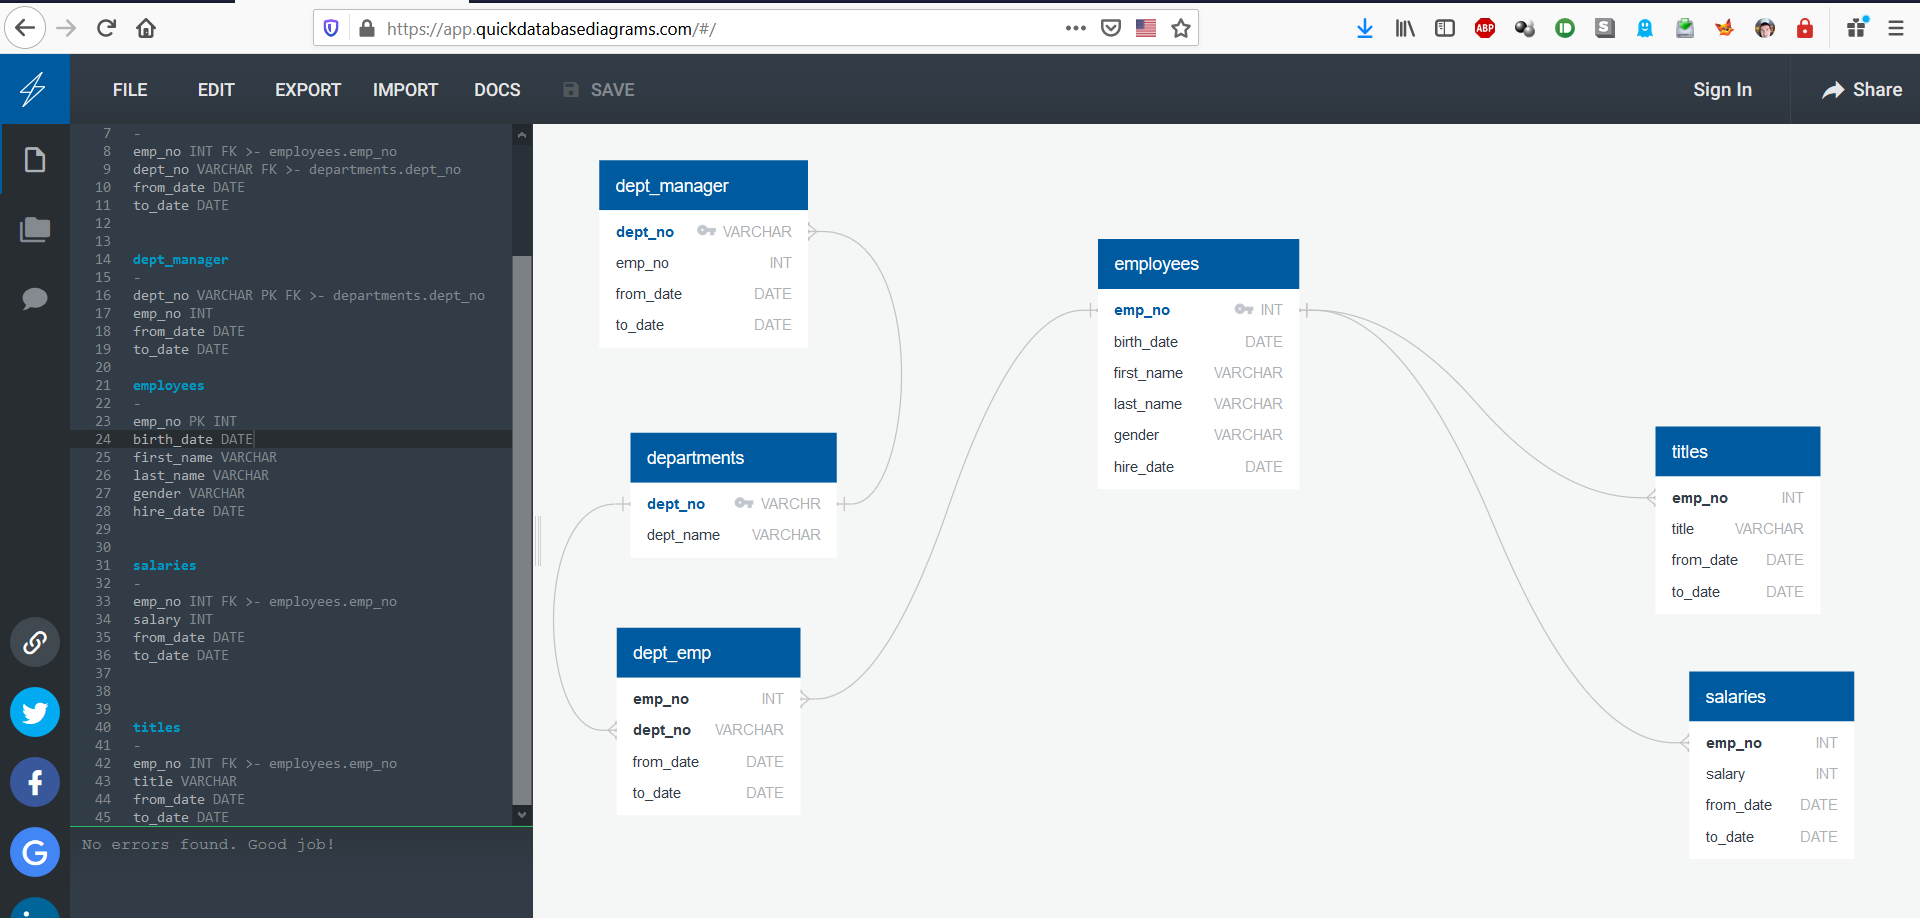 https://app.quickdatabasediagrams.com/#/
ABP
S
FILE EDIT EXPORT IMPORT DOCS SAVE Sign In Share
7 -
8 emp_no INT FK >- employees.emp_no
9 dept_no VARCHAR FK >- departments.dept_no
10 from_date DATE
11 to_date DATE
12
13
14 dept_manager
15 -
16 dept_no VARCHAR PK FK >- departments.dept_no
17 emp_no INT
18 from_date DATE
19 to_date DATE
20
21 employees
22 -
23 emp_no PK INT
24 birth_date DATE
25 first_name VARCHAR
26 last_name VARCHAR
27 gender VARCHAR
28 hire_date DATE
29
30
31 salaries
32 -
33 emp_no INT FK >- employees.emp_no
34 salary INT
35 from_date DATE
36 to_date DATE
37
38
39
40 titles
41 -
42 emp_no INT FK >- employees.emp_no
43 title VARCHAR
44 from_date DATE
45 to_date DATE
No errors found. Good job!
dept_manager
dept_no VARCHAR
emp_no INT
from_date DATE
to_date DATE
departments
dept_no VARCHR
dept_name VARCHAR
dept_emp
emp_no INT
dept_no VARCHAR
from_date DATE
to_date DATE
employees
emp_no INT
birth_date DATE
first_name VARCHAR
last_name VARCHAR
gender VARCHAR
hire_date DATE
titles
emp_no INT
title VARCHAR
from_date DATE
to_date DATE
salaries
emp_no INT
salary INT
from_date DATE
to_date DATE